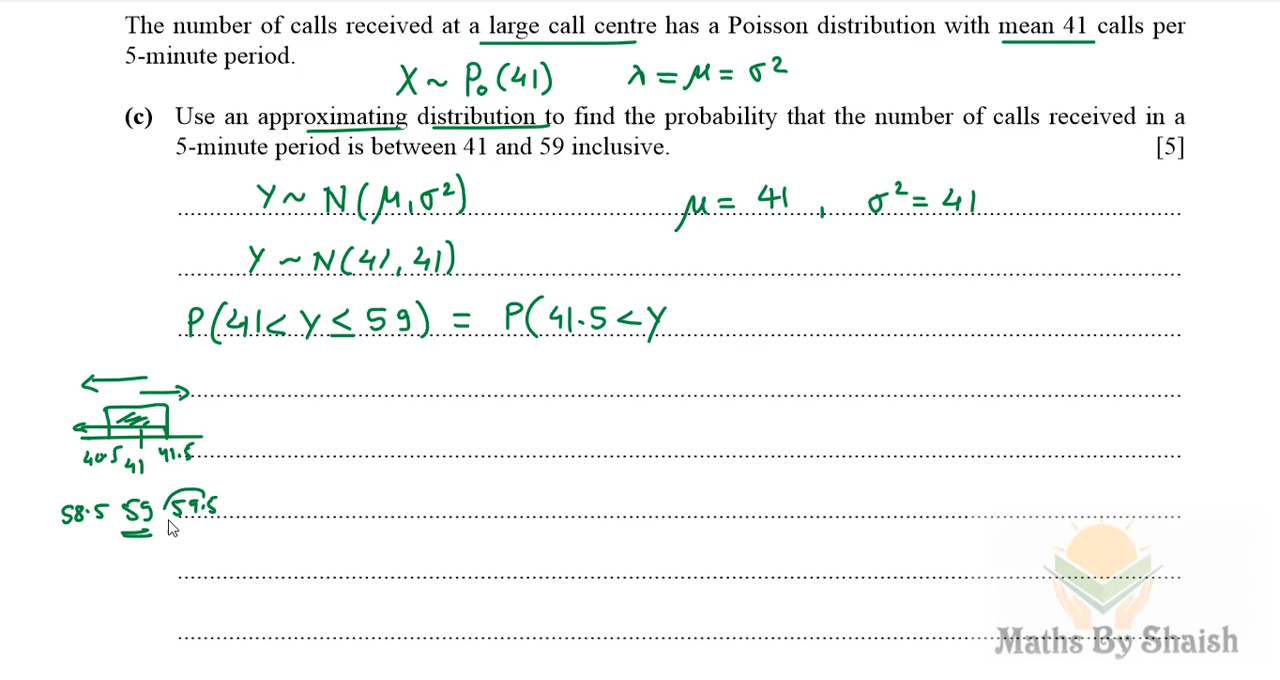 The number of calls received at a large call centre has a Poisson distribution with mean 41 calls per
5-minute period.
X ~ Po(41) λ = μ = σ²
(c) Use an approximating distribution to find the probability that the number of calls received in a
5-minute period is between 41 and 59 inclusive. [5]
Y ~ N(μ, σ²) μ = 41 , σ² = 41
Y ~ N(41, 41)
P(41 < Y ≤ 59) = P(41.5 < Y
40.5 41 41.5
58.5 59 59.5
Maths By Shaish